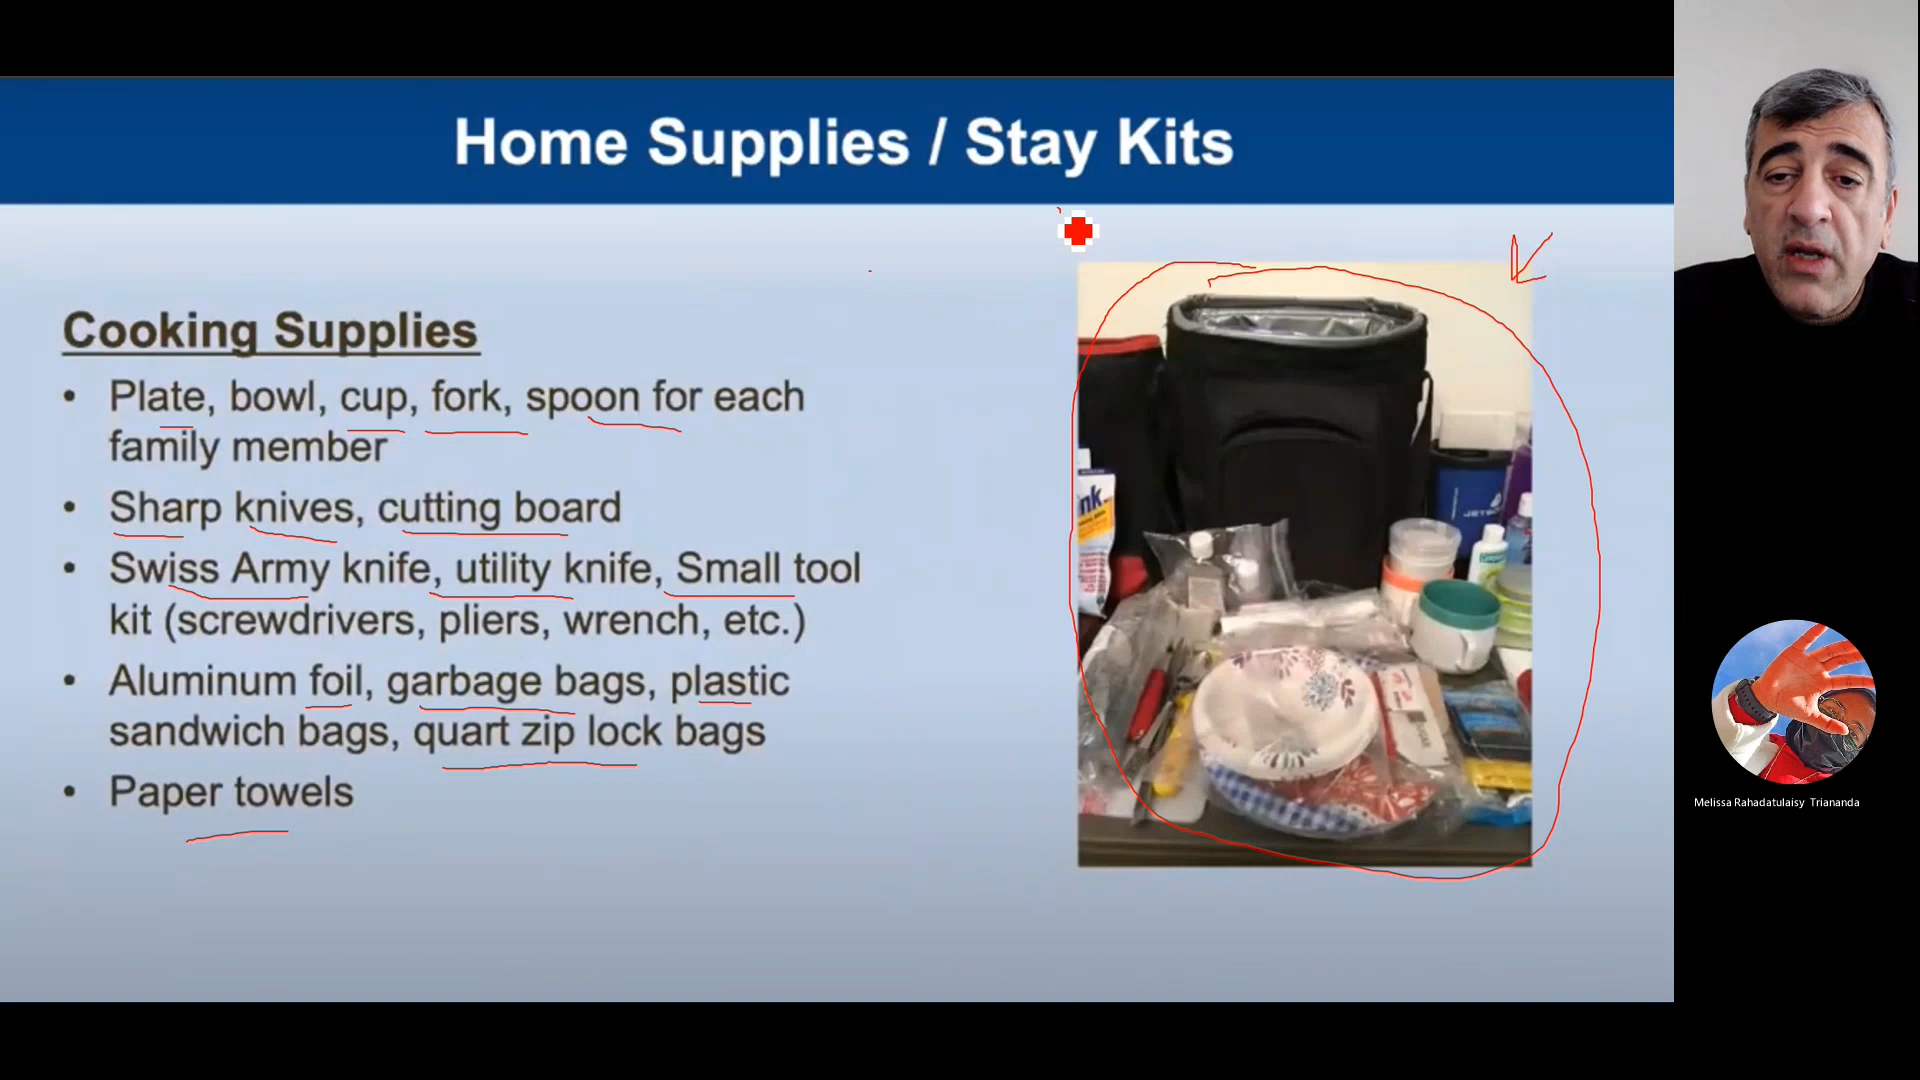 Home Supplies / Stay Kits
Cooking Supplies
• Plate, bowl, cup, fork, spoon for each
family member
• Sharp knives, cutting board
• Swiss Army knife, utility knife, Small tool
kit (screwdrivers, pliers, wrench, etc.)
• Aluminum foil, garbage bags, plastic
sandwich bags, quart zip lock bags
• Paper towels
nk
Melissa Rahadatulaisy Triananda